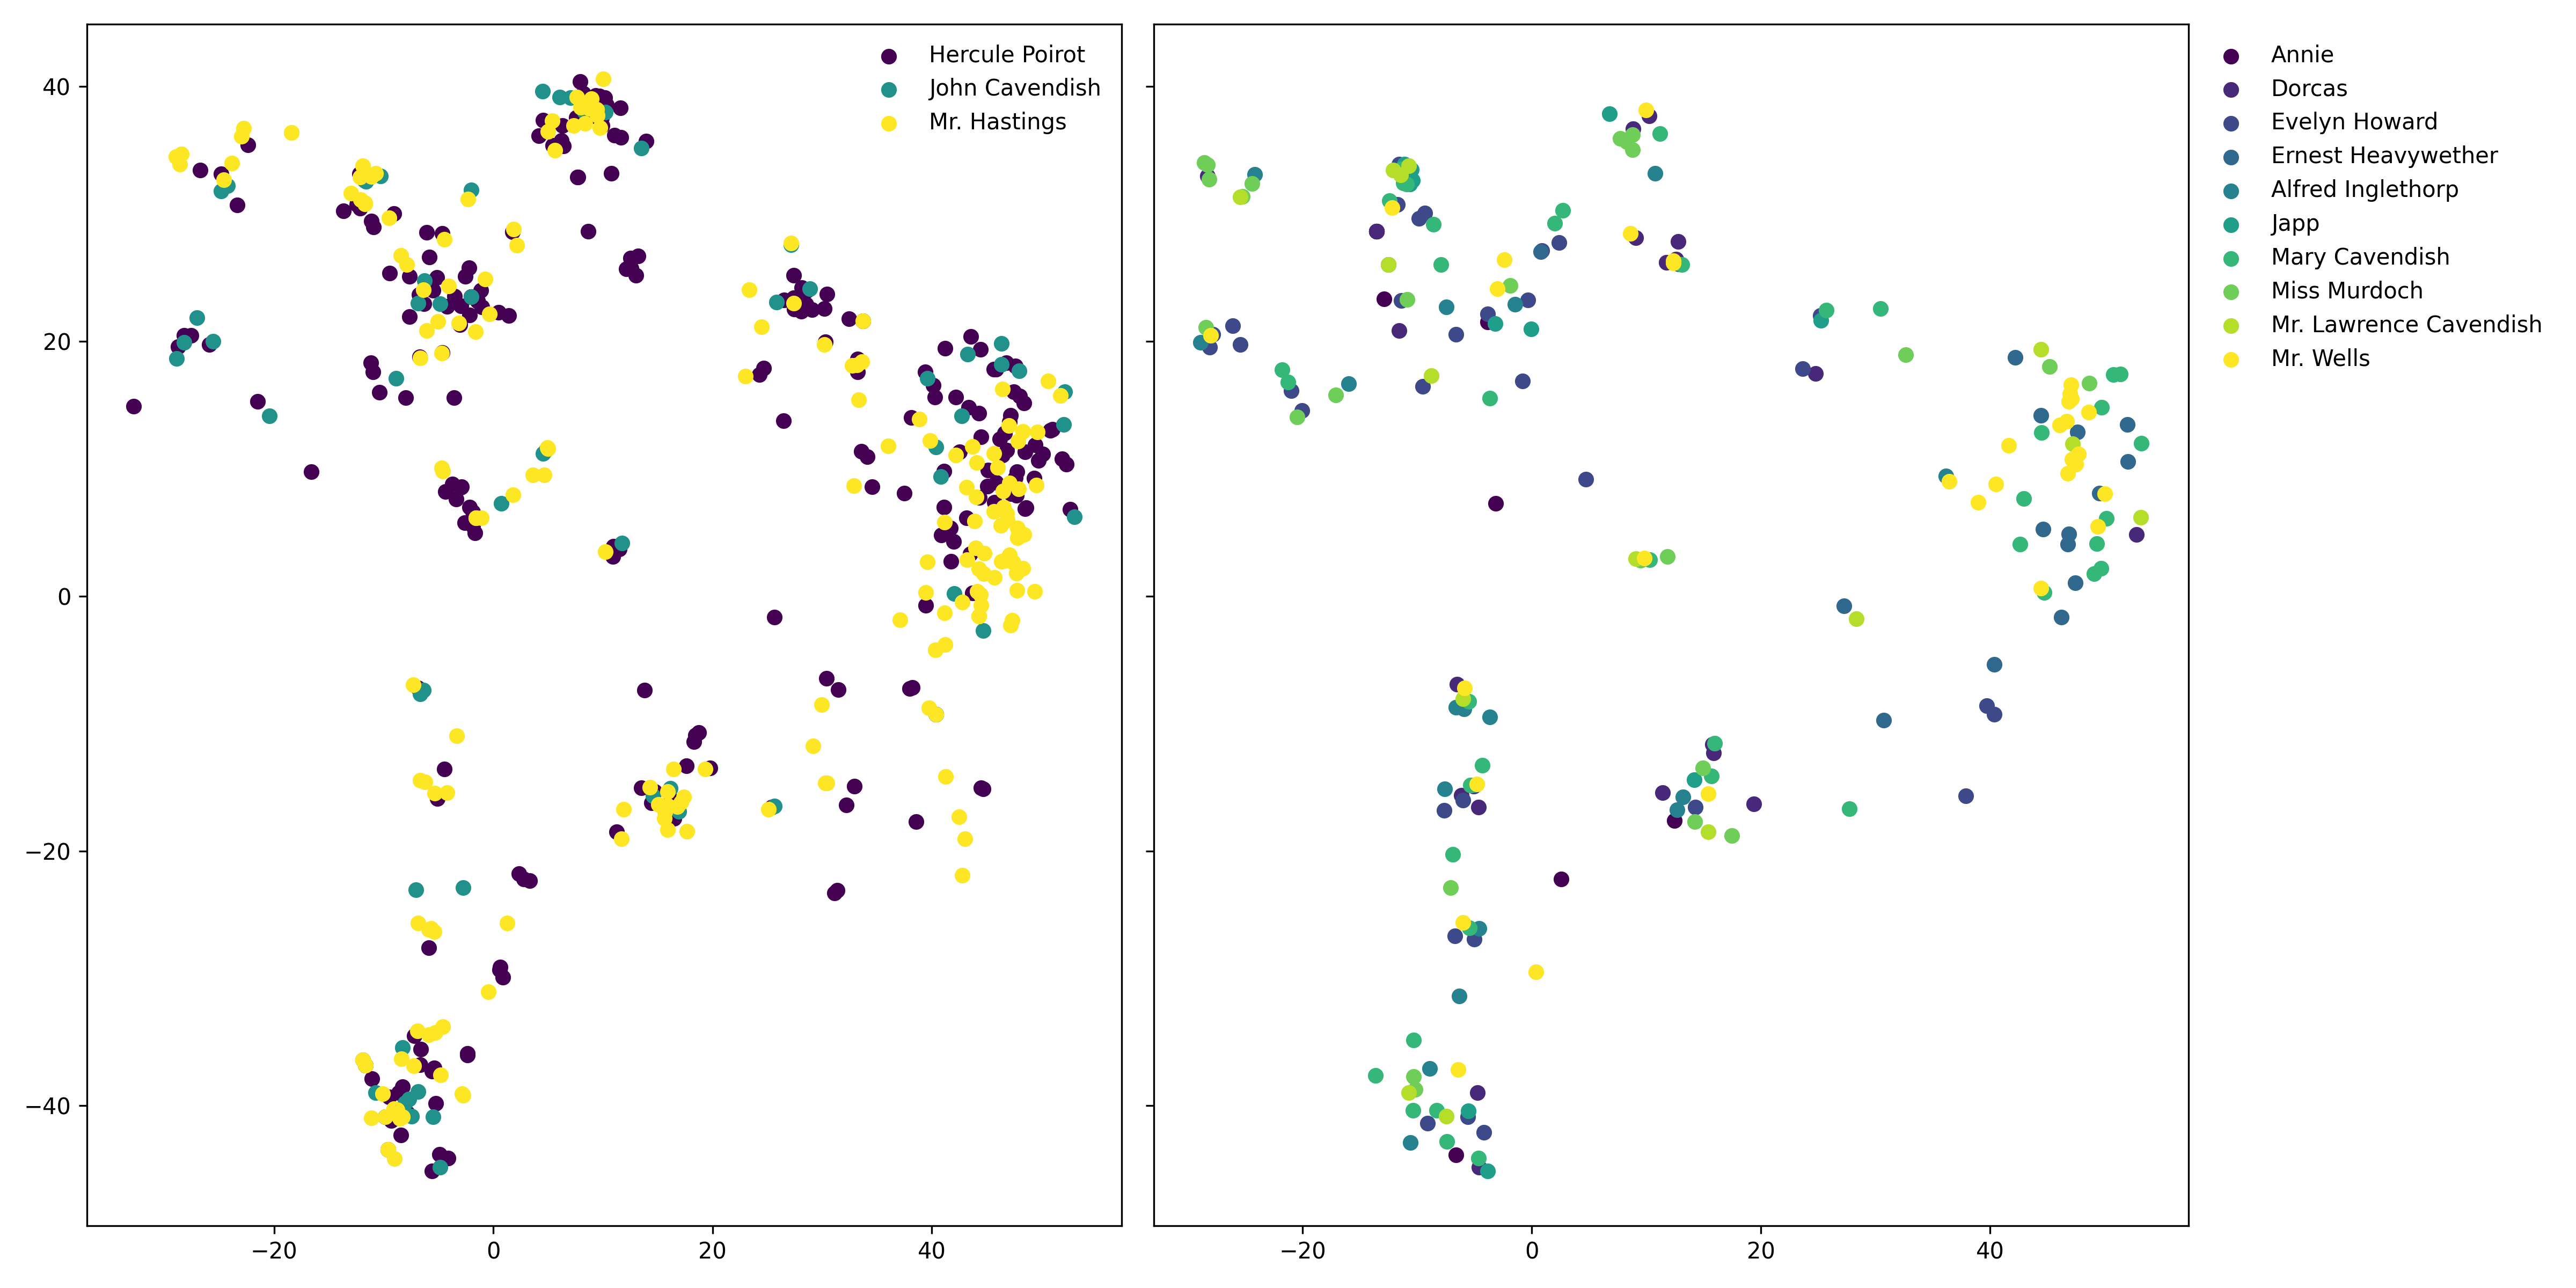 Hercule Poirot
John Cavendish
Mr. Hastings
Annie
Dorcas
Evelyn Howard
Ernest Heavywether
Alfred Inglethorp
Japp
Mary Cavendish
Miss Murdoch
Mr. Lawrence Cavendish
Mr. Wells
40
20
0
−20
−40
−20 0 20 40
−20 0 20 40